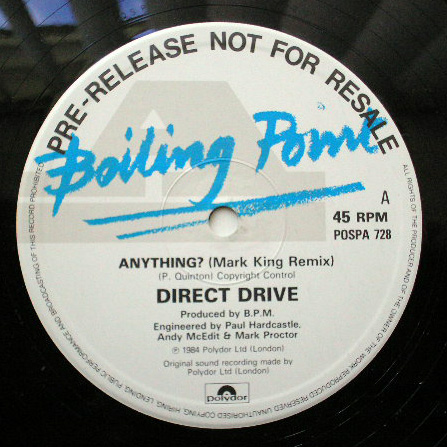 PRE-RELEASE NOT FOR RESALE
Boiling Point
A
45 RPM
POSPA 728
ANYTHING? (Mark King Remix)
(P. Quinton) Copyright Control
DIRECT DRIVE
Produced by B.P.M.
Engineered by Paul Hardcastle,
Andy McEdit & Mark Proctor
℗ 1984 Polydor Ltd (London)
Original sound recording made by
Polydor Ltd (London)
polydor
ALL RIGHTS OF THE PRODUCER AND OF THE OWNER OF THE WORK REPRODUCED RESERVED. UNAUTHORISED COPYING, HIRING, LENDING, PUBLIC PERFORMANCE AND BROADCASTING OF THIS RECORD PROHIBITED